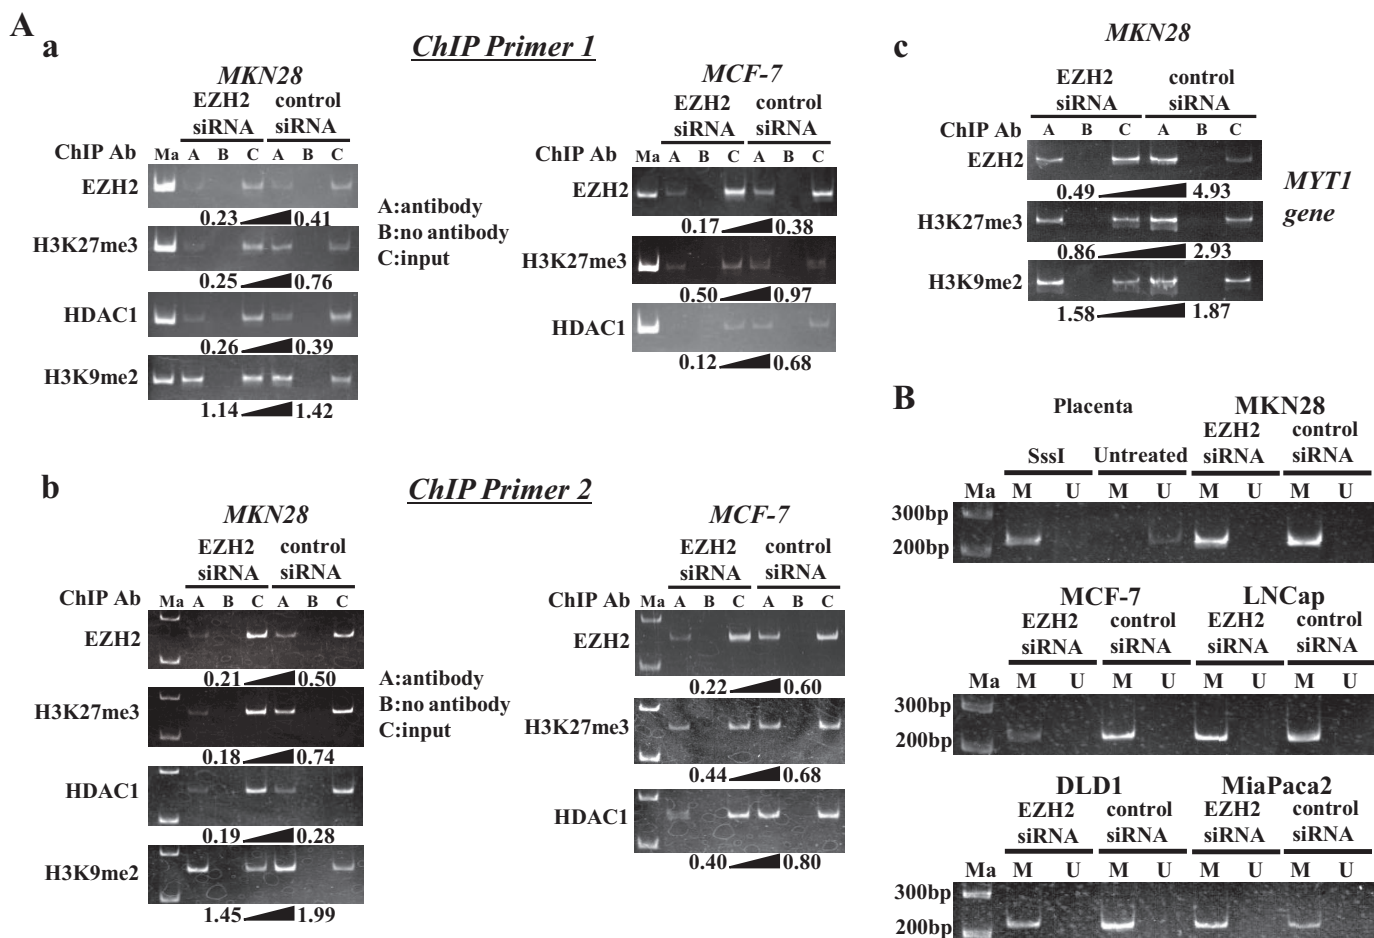 A
a
ChIP Primer 1
MKN28
EZH2 siRNA control siRNA
ChIP Ab Ma A B C A B C
EZH2
0.23 0.41
H3K27me3
0.25 0.76
HDAC1
0.26 0.39
H3K9me2
1.14 1.42
A:antibody
B:no antibody
C:input
MCF-7
EZH2 siRNA control siRNA
ChIP Ab Ma A B C A B C
EZH2
0.17 0.38
H3K27me3
0.50 0.97
HDAC1
0.12 0.68
b
ChIP Primer 2
MKN28
EZH2 siRNA control siRNA
ChIP Ab Ma A B C A B C
EZH2
0.21 0.50
H3K27me3
0.18 0.74
HDAC1
0.19 0.28
H3K9me2
1.45 1.99
A:antibody
B:no antibody
C:input
MCF-7
EZH2 siRNA control siRNA
ChIP Ab Ma A B C A B C
EZH2
0.22 0.60
H3K27me3
0.44 0.68
HDAC1
0.40 0.80
c
MKN28
EZH2 siRNA control siRNA
ChIP Ab A B C A B C
EZH2
0.49 4.93
H3K27me3
0.86 2.93
H3K9me2
1.58 1.87
MYT1
gene
B
Placenta MKN28
SssI Untreated EZH2 siRNA control siRNA
Ma M U M U M U M U
300bp
200bp
MCF-7 LNCap
EZH2 siRNA control siRNA EZH2 siRNA control siRNA
Ma M U M U M U M U
300bp
200bp
DLD1 MiaPaca2
EZH2 siRNA control siRNA EZH2 siRNA control siRNA
Ma M U M U M U M U
300bp
200bp